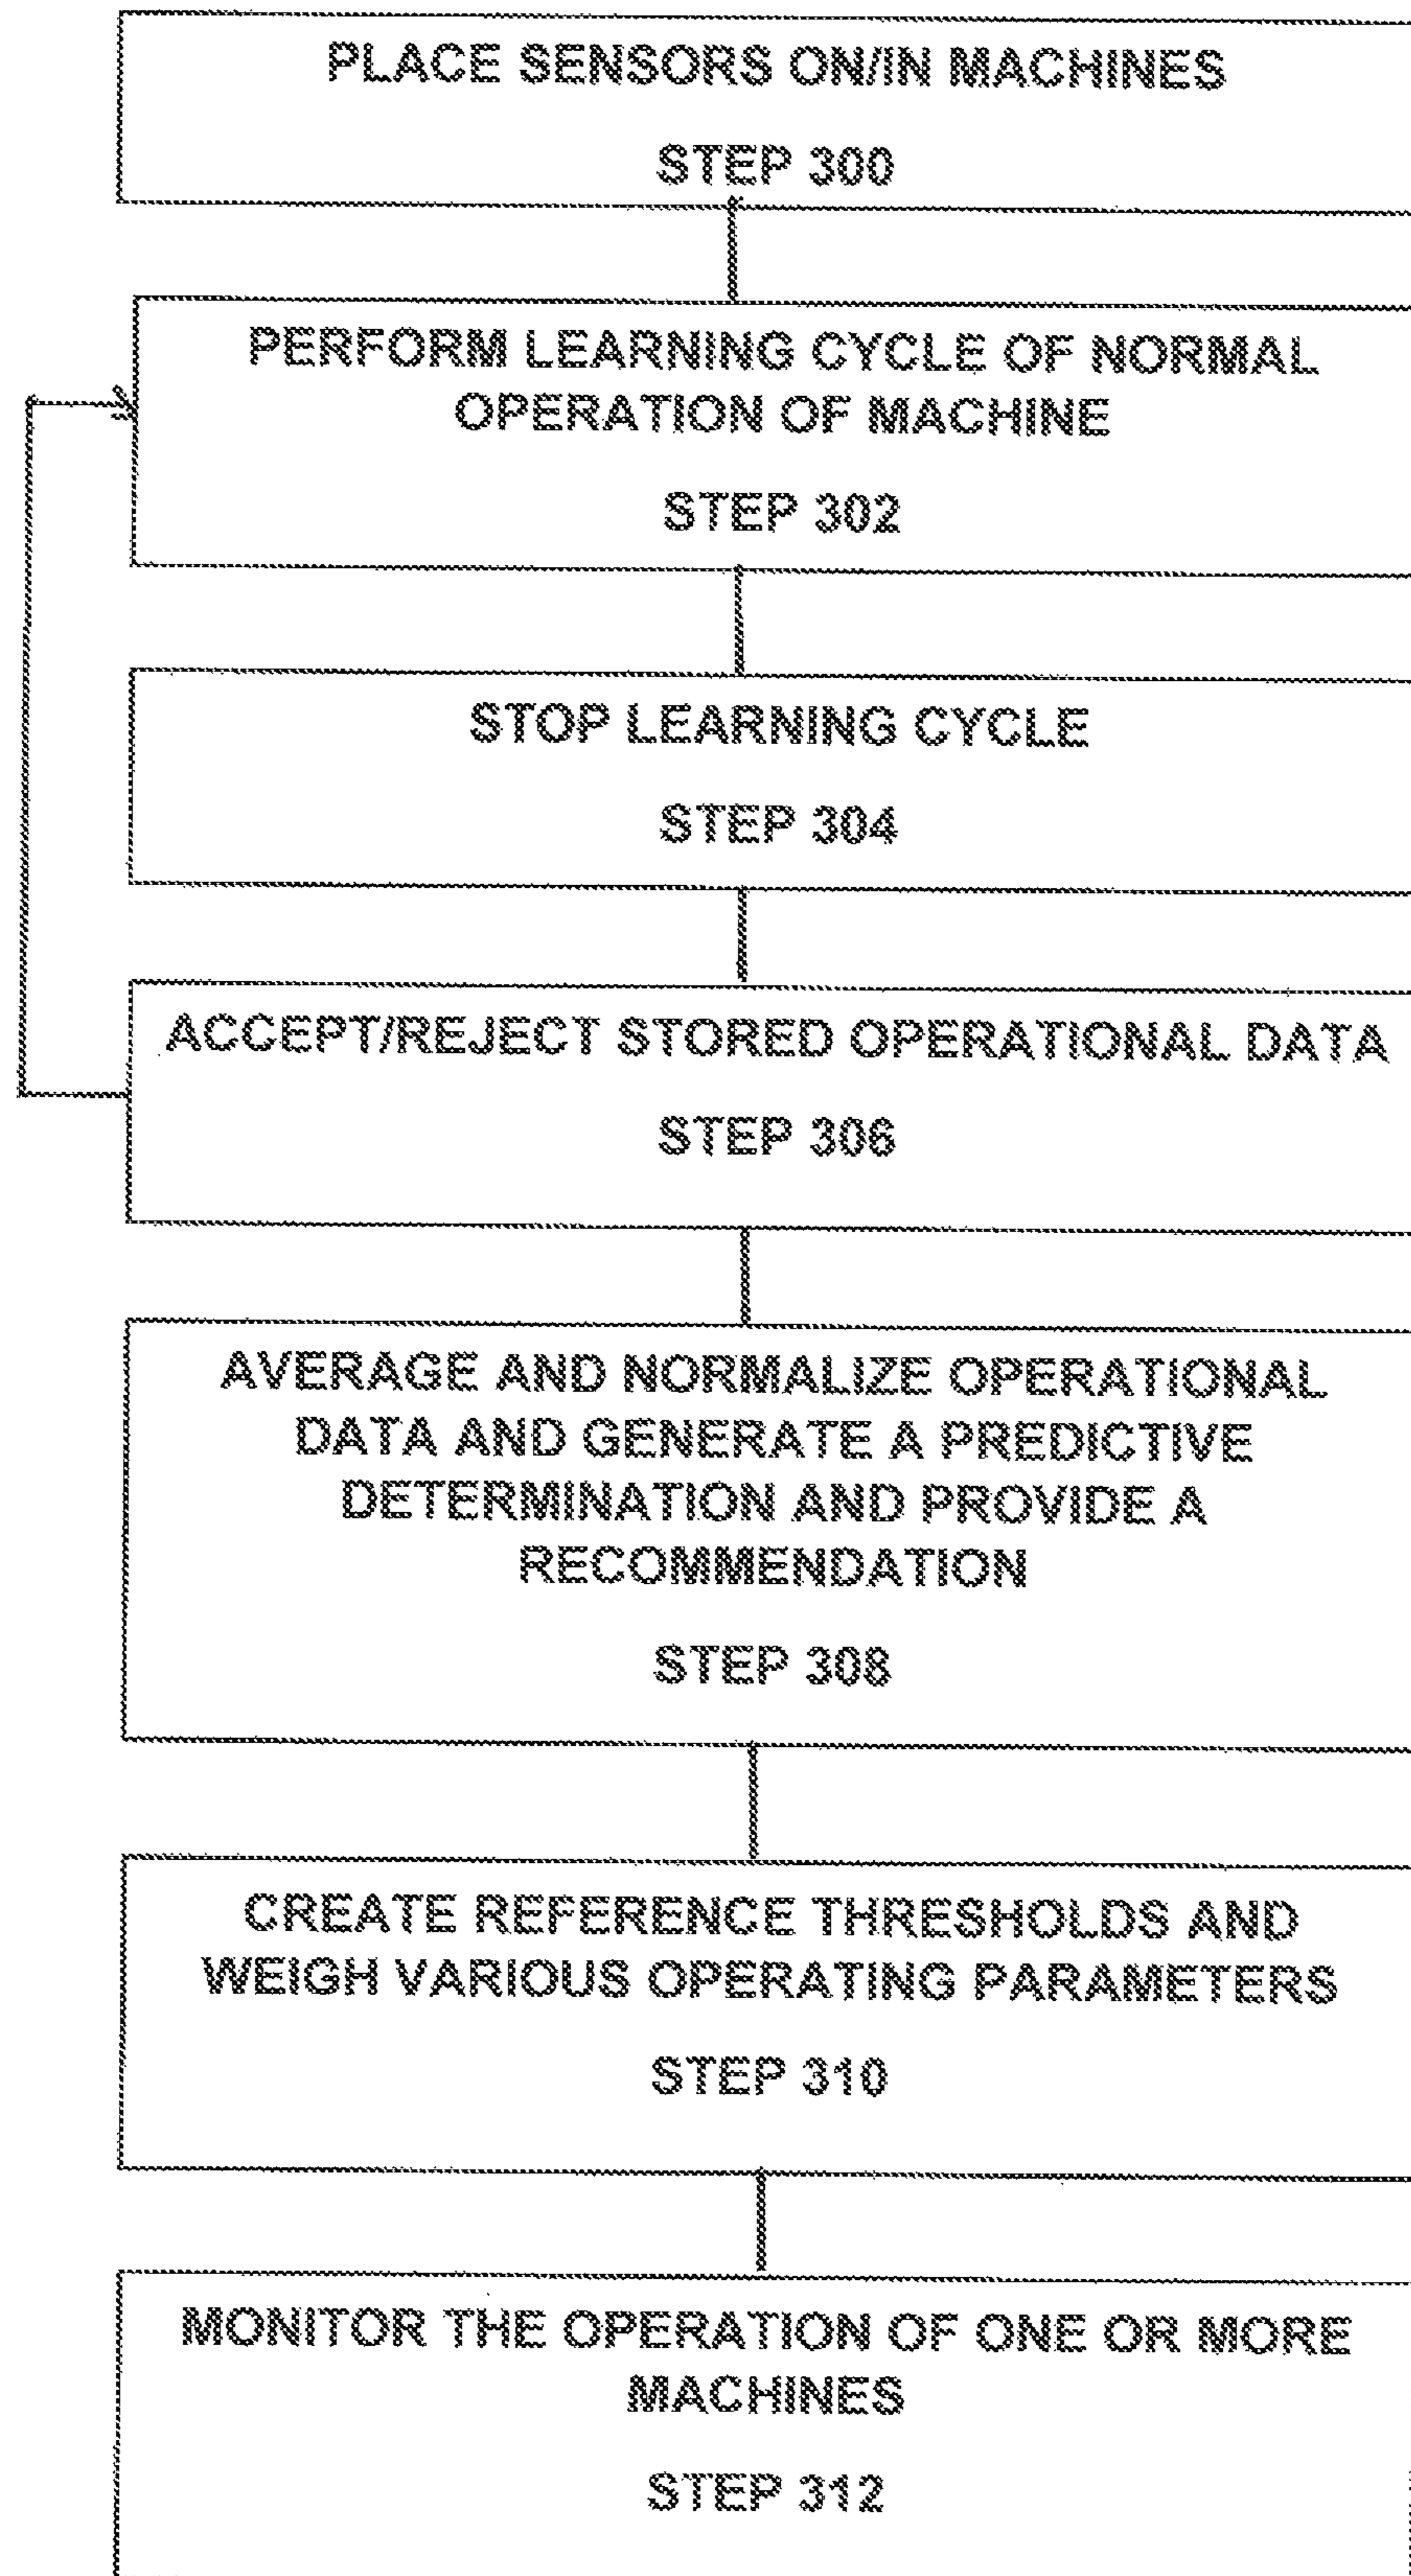 PLACE SENSORS ON/IN MACHINES
STEP 300
PERFORM LEARNING CYCLE OF NORMAL
OPERATION OF MACHINE
STEP 302
STOP LEARNING CYCLE
STEP 304
ACCEPT/REJECT STORED OPERATIONAL DATA
STEP 306
AVERAGE AND NORMALIZE OPERATIONAL
DATA AND GENERATE A PREDICTIVE
DETERMINATION AND PROVIDE A
RECOMMENDATION
STEP 308
CREATE REFERENCE THRESHOLDS AND
WEIGH VARIOUS OPERATING PARAMETERS
STEP 310
MONITOR THE OPERATION OF ONE OR MORE
MACHINES
STEP 312